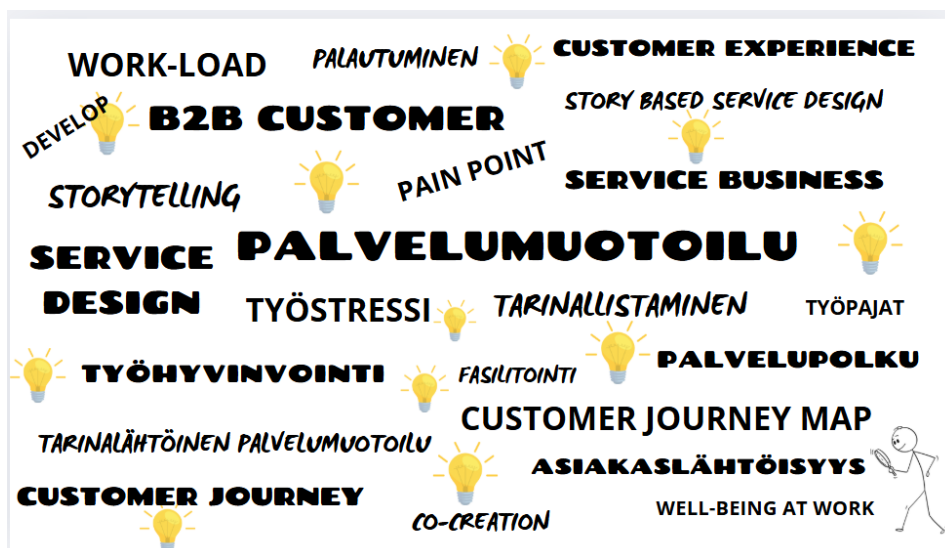 WORK-LOAD
PALAUTUMINEN
CUSTOMER EXPERIENCE
DEVELOP
B2B CUSTOMER
STORY BASED SERVICE DESIGN
STORYTELLING
PAIN POINT
SERVICE BUSINESS
SERVICE
DESIGN
PALVELUMUOTOILU
TYÖSTRESSI
TARINALLISTAMINEN
TYÖPAJAT
TYÖHYVINVOINTI
FASILITOINTI
PALVELUPOLKU
CUSTOMER JOURNEY MAP
TARINALÄHTÖINEN PALVELUMUOTOILU
ASIAKASLÄHTÖISYYS
CUSTOMER JOURNEY
CO-CREATION
WELL-BEING AT WORK